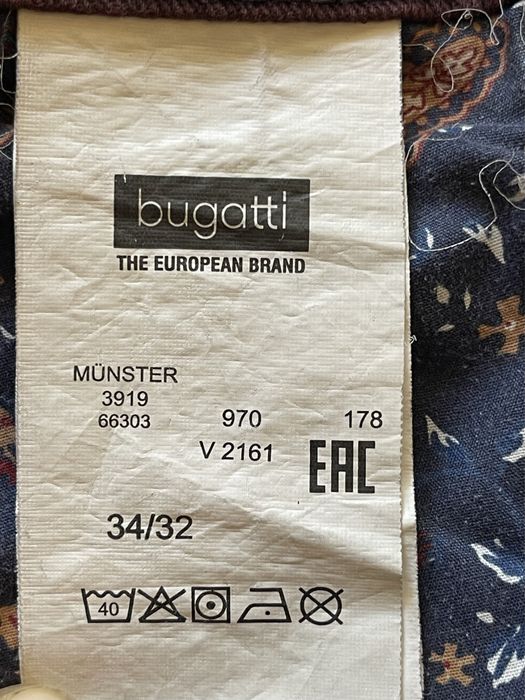 bugatti
THE EUROPEAN BRAND
MÜNSTER
3919
66303 970 178
V 2161 EAC
34/32
40